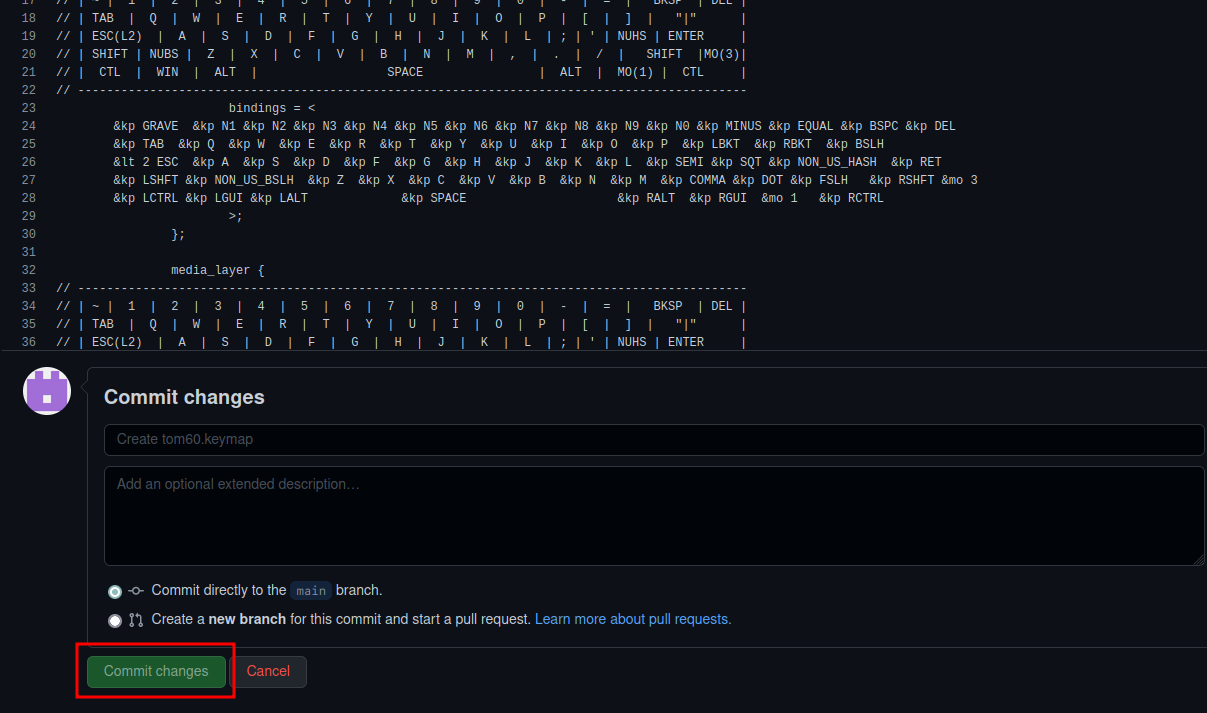 17 // | ~ | 1 | 2 | 3 | 4 | 5 | 6 | 7 | 8 | 9 | 0 | - | = | BKSP | DEL |
18 // | TAB | Q | W | E | R | T | Y | U | I | O | P | [ | ] | "|" |
19 // | ESC(L2) | A | S | D | F | G | H | J | K | L | ; | ' | NUHS | ENTER |
20 // | SHIFT | NUBS | Z | X | C | V | B | N | M | , | . | / | SHIFT |MO(3)|
21 // | CTL | WIN | ALT | SPACE | ALT | MO(1) | CTL |
22 // ---------------------------------------------------------------------------------------------
23 bindings = <
24 &kp GRAVE &kp N1 &kp N2 &kp N3 &kp N4 &kp N5 &kp N6 &kp N7 &kp N8 &kp N9 &kp N0 &kp MINUS &kp EQUAL &kp BSPC &kp DEL
25 &kp TAB &kp Q &kp W &kp E &kp R &kp T &kp Y &kp U &kp I &kp O &kp P &kp LBKT &kp RBKT &kp BSLH
26 &lt 2 ESC &kp A &kp S &kp D &kp F &kp G &kp H &kp J &kp K &kp L &kp SEMI &kp SQT &kp NON_US_HASH &kp RET
27 &kp LSHFT &kp NON_US_BSLH &kp Z &kp X &kp C &kp V &kp B &kp N &kp M &kp COMMA &kp DOT &kp FSLH &kp RSHFT &mo 3
28 &kp LCTRL &kp LGUI &kp LALT &kp SPACE &kp RALT &kp RGUI &mo 1 &kp RCTRL
29 >;
30 };
31
32 media_layer {
33 // ---------------------------------------------------------------------------------------------
34 // | ~ | 1 | 2 | 3 | 4 | 5 | 6 | 7 | 8 | 9 | 0 | - | = | BKSP | DEL |
35 // | TAB | Q | W | E | R | T | Y | U | I | O | P | [ | ] | "|" |
36 // | ESC(L2) | A | S | D | F | G | H | J | K | L | ; | ' | NUHS | ENTER |
Commit changes
Create tom60.keymap
Add an optional extended description…
Commit directly to the main branch.
Create a new branch for this commit and start a pull request. Learn more about pull requests.
Commit changes Cancel